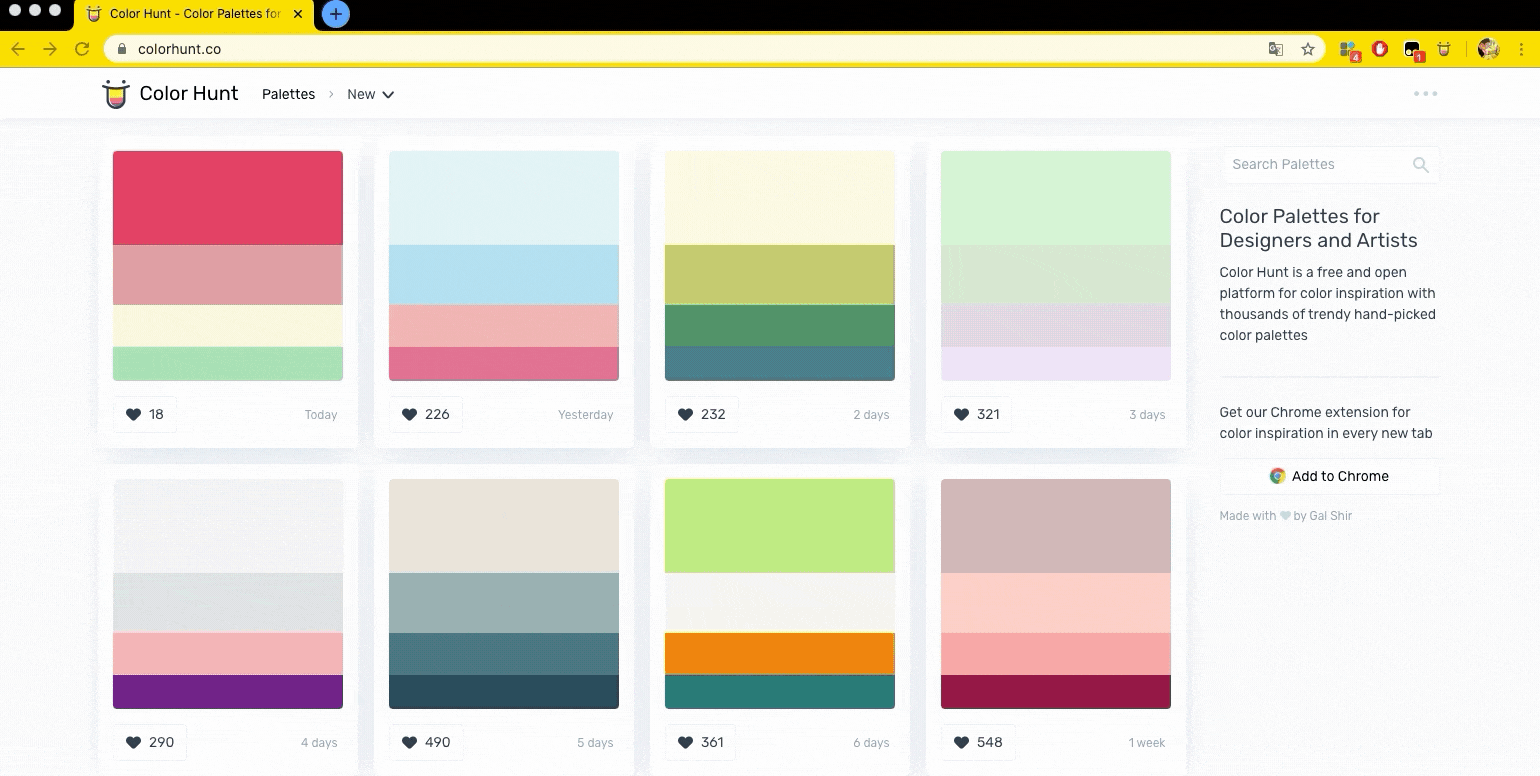 Color Hunt - Color Palettes for
colorhunt.co
4
1
Color Hunt
Palettes
New
Search Palettes
Color Palettes for
Designers and Artists
Color Hunt is a free and open
platform for color inspiration with
thousands of trendy hand-picked
color palettes
Get our Chrome extension for
color inspiration in every new tab
Add to Chrome
Made with by Gal Shir
18
Today
226
Yesterday
232
2 days
321
3 days
290
4 days
490
5 days
361
6 days
548
1 week